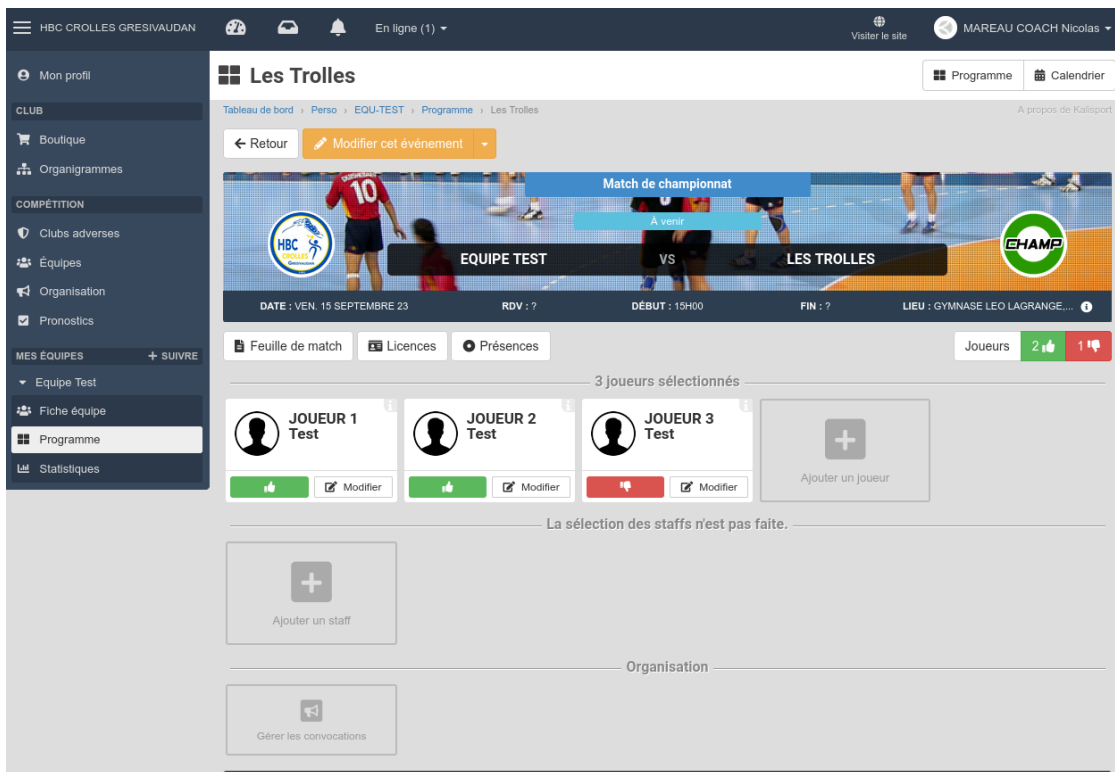 HBC CROLLES GRESIVAUDAN
En ligne (1)
Visiter le site
MAREAU COACH Nicolas
Mon profil
CLUB
Boutique
Organigrammes
COMPÉTITION
Clubs adverses
Équipes
Organisation
Pronostics
MES ÉQUIPES
+ SUIVRE
Equipe Test
Fiche équipe
Programme
Statistiques
Les Trolles
Programme
Calendrier
Tableau de bord › Perso › EQU-TEST › Programme › Les Trolles
A propos de Kalisport
Retour
Modifier cet événement
Match de championnat
À venir
10
HBC
CROLLES
GRESIVAUDAN
EQUIPE TEST
VS
LES TROLLES
CHAMP
DATE : VEN. 15 SEPTEMBRE 23
RDV : ?
DÉBUT : 15H00
FIN : ?
LIEU : GYMNASE LEO LAGRANGE,...
Feuille de match
Licences
Présences
Joueurs
2
1
3 joueurs sélectionnés
JOUEUR 1
Test
Modifier
JOUEUR 2
Test
Modifier
JOUEUR 3
Test
Modifier
Ajouter un joueur
La sélection des staffs n'est pas faite.
Ajouter un staff
Organisation
Gérer les convocations